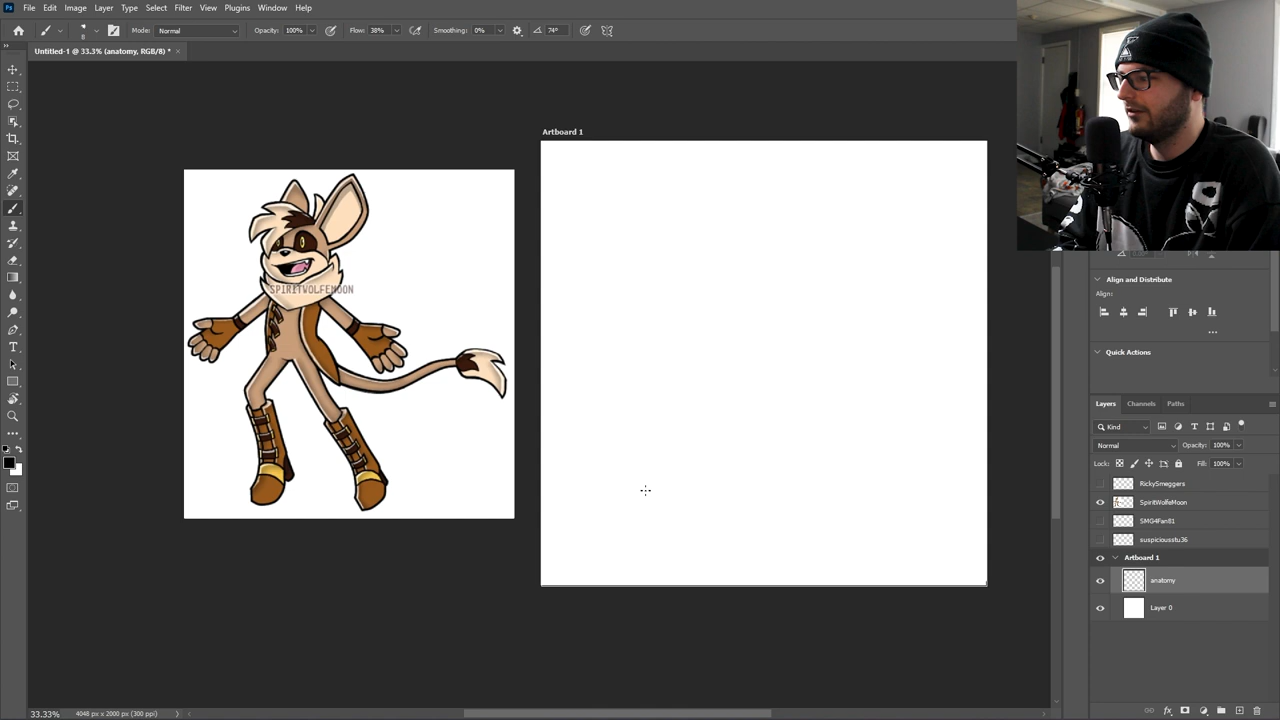 File Edit Image Layer Type Select Filter View Plugins Window Help
Mode: Normal Opacity: 100% Flow: 38% Smoothing: 0% 74°
Untitled-1 @ 33.3% (anatomy, RGB/8) * ×
Artboard 1
SPIRITWOLFEMOON
Align and Distribute
Align:
Quick Actions
Layers Channels Paths
Kind
Normal Opacity: 100%
Lock: Fill: 100%
RickySmeggers
SpiritWolfeMoon
SMG4Fan81
suspiciousstu36
Artboard 1
anatomy
Layer 0
33.33% 4048 px x 2000 px (300 ppi)